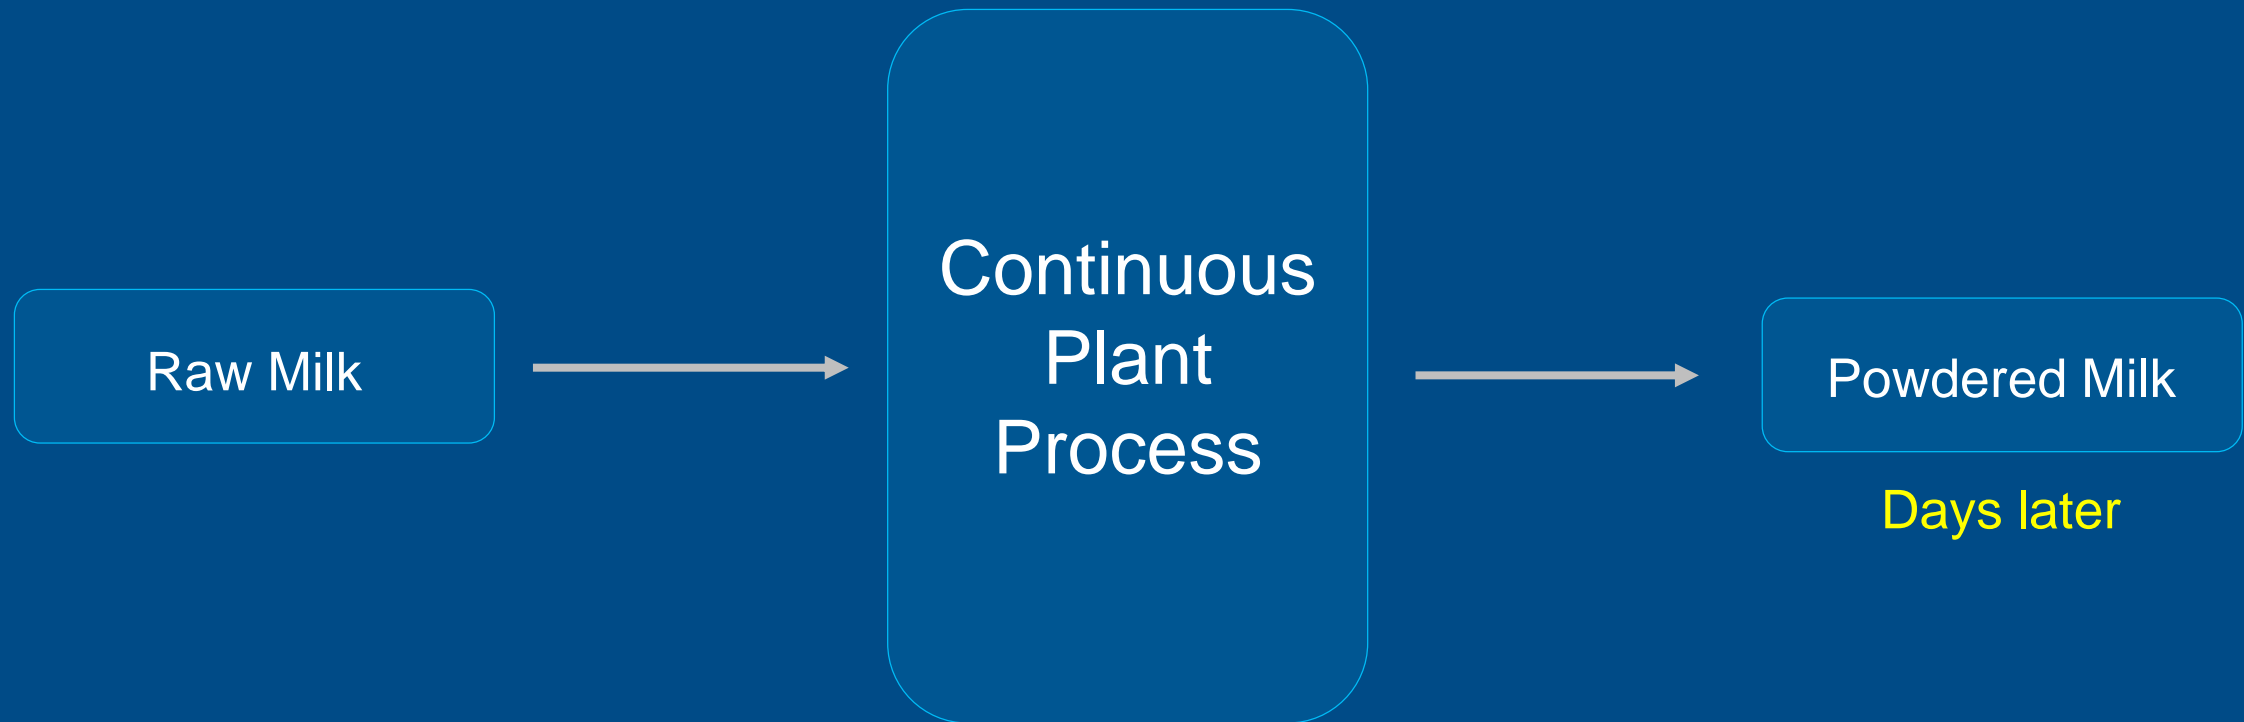 Raw Milk
Continuous
Plant
Process
Powdered Milk
Days later